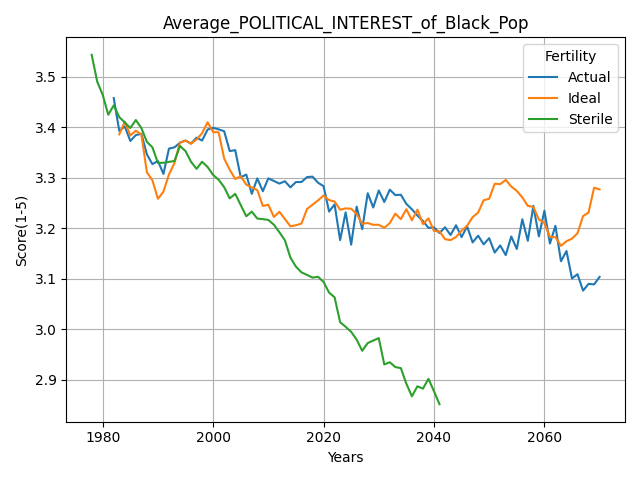 Average_POLITICAL_INTEREST_of_Black_Pop
Fertility
Actual
Ideal
Sterile
Score(1-5)
3.5
3.4
3.3
3.2
3.1
3.0
2.9
1980 2000 2020 2040 2060
Years